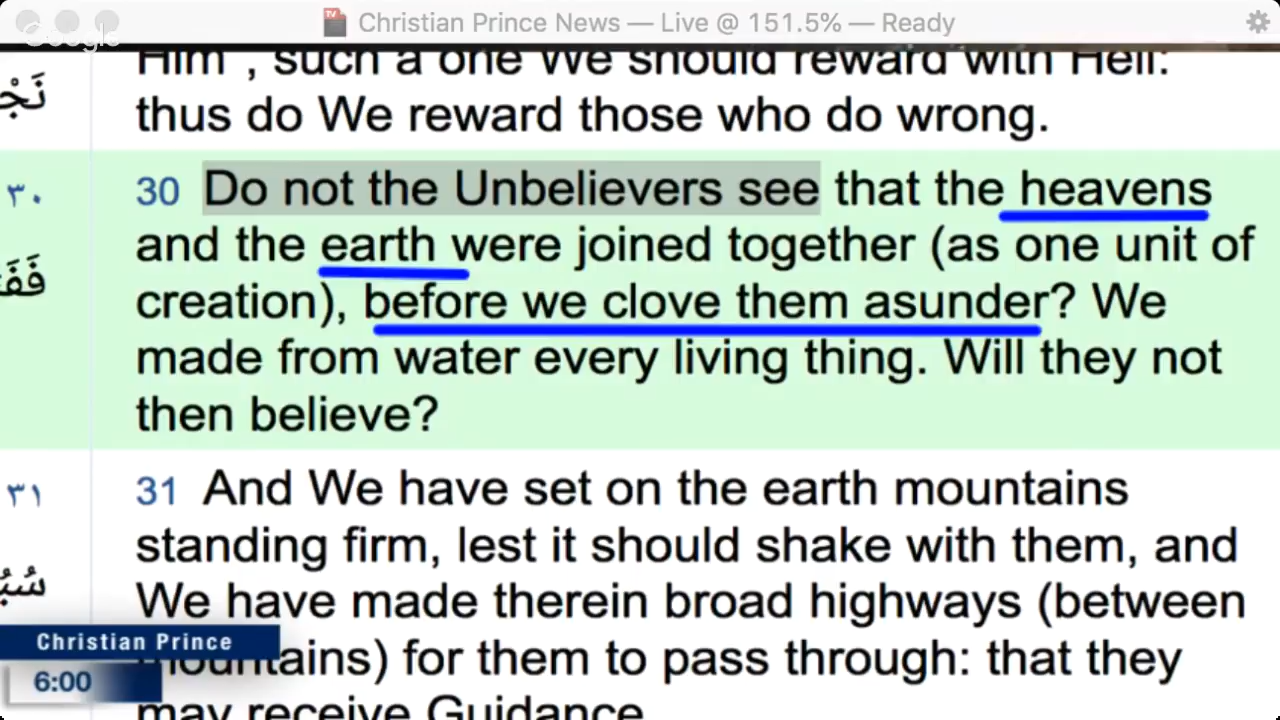 Christian Prince News — Live @ 151.5% — Ready
Google
Him , such a one We should reward with Hell:
thus do We reward those who do wrong.
٣٠
30 Do not the Unbelievers see that the heavens
and the earth were joined together (as one unit of
creation), before we clove them asunder? We
made from water every living thing. Will they not
then believe?
٣١
31 And We have set on the earth mountains
standing firm, lest it should shake with them, and
We have made therein broad highways (between
mountains) for them to pass through: that they
may receive Guidance.
Christian Prince
6:00